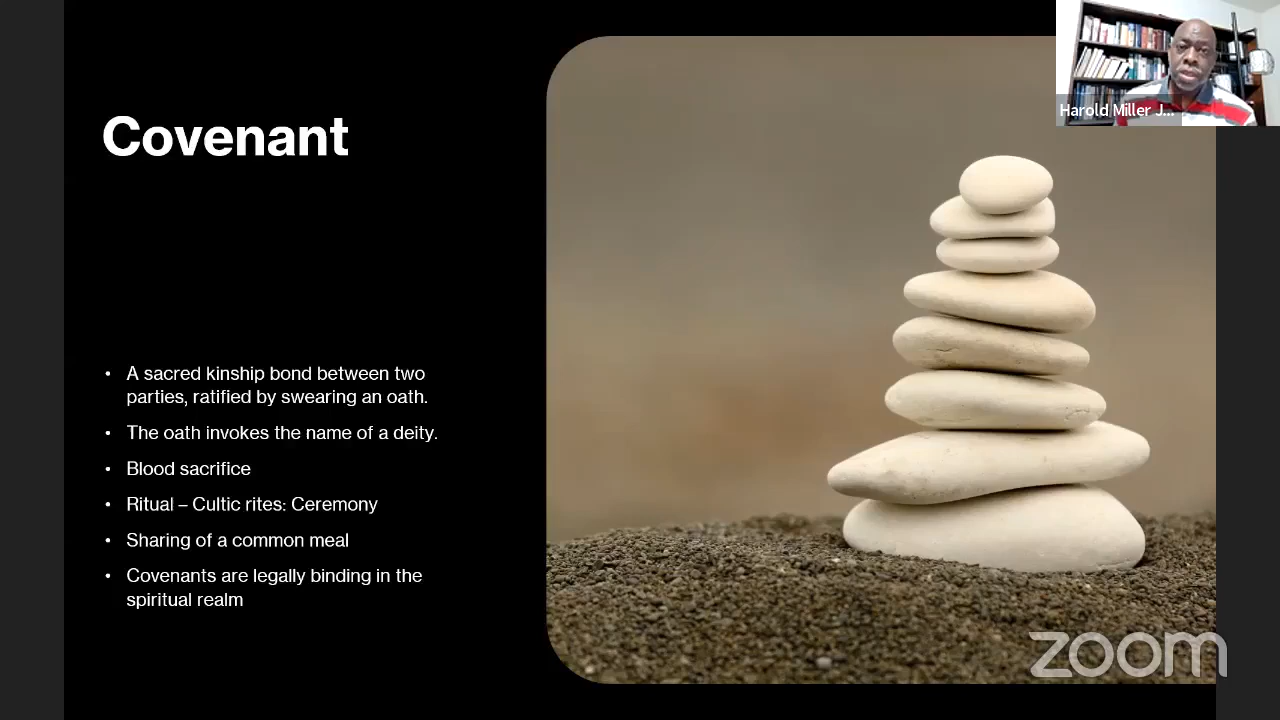 Covenant
• A sacred kinship bond between two
parties, ratified by swearing an oath.
• The oath invokes the name of a deity.
• Blood sacrifice
• Ritual – Cultic rites: Ceremony
• Sharing of a common meal
• Covenants are legally binding in the
spiritual realm
Harold Miller J...
zoom